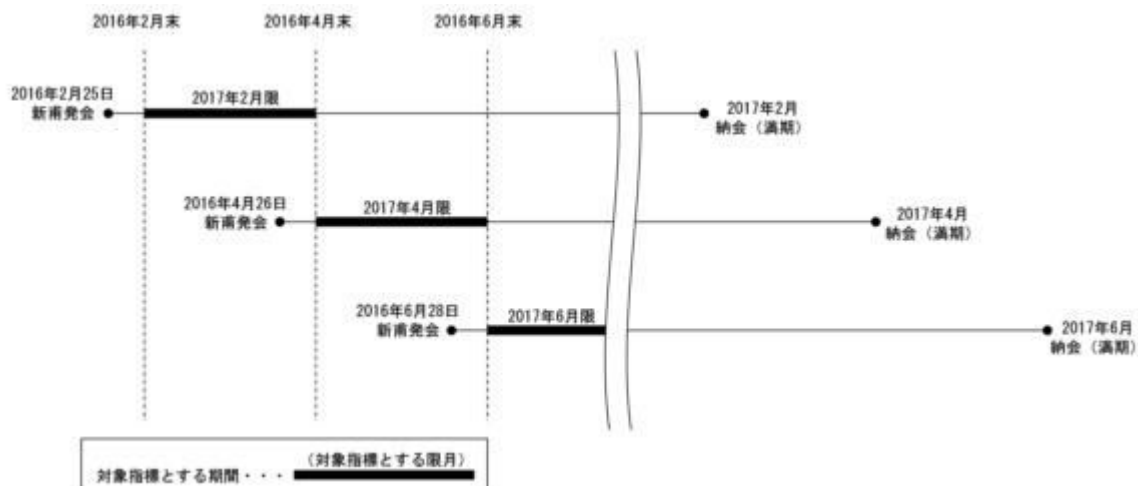 2016年2月末
2016年4月末
2016年6月末
2016年2月25日
新甫発会
2017年2月限
2017年2月
納会（満期）
2016年4月26日
新甫発会
2017年4月限
2017年4月
納会（満期）
2016年6月28日
新甫発会
2017年6月限
2017年6月
納会（満期）
（対象指標とする限月）
対象指標とする期間・・・